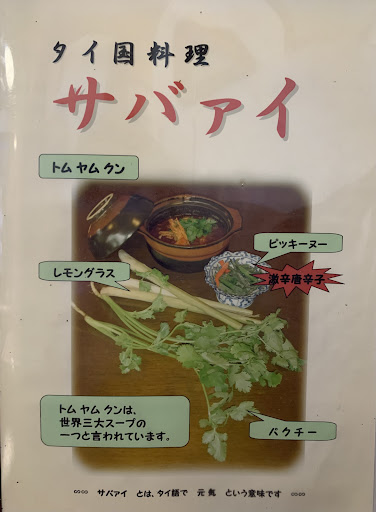 タイ国料理
サバァイ
トム ヤム クン
ピッキーヌー
レモングラス
激辛唐辛子
トム ヤム クンは、
世界三大スープの
一つと言われています。
パクチー
サバァイ とは、タイ語で 元気 という意味です